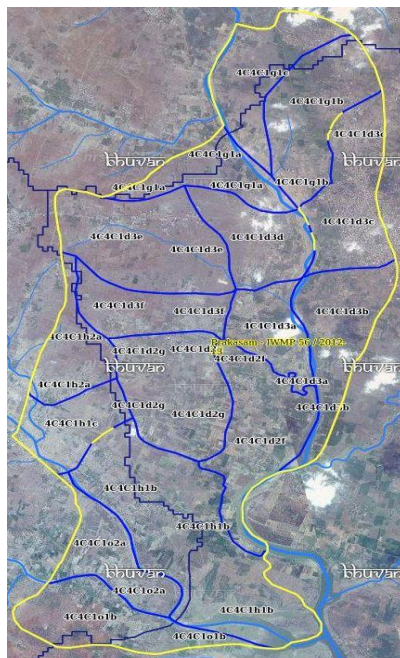 4C4C1g1c
4C4C1g1b
4C4C1d3c
4C4C1g1a
bhuvan
bhuvan
4C4C1g1a
4C4C1g1a
4C4C1g1b
4C4C1d3c
4C4C1d3e
4C4C1d3d
4C4C1d3e
4C4C1d3f
4C4C1d3f
4C4C1d3b
4C4C1d3a
4C4C1h2a
Prakasam - IWMP 56 / 2012-
4C4C1d2g
4C4C1d2f
bhuvan
bhuvan
4C4C1h2a
4C4C1d3a
4C4C1d2g
4C4C1d2g
4C4C1h1c
4C4C1d2f
4C4C1h1b
4C4C1h1b
4C4C1o2a
bhuvan
bhuvan
4C4C1o2a
4C4C1o1b
4C4C1h1b
4C4C1o1b